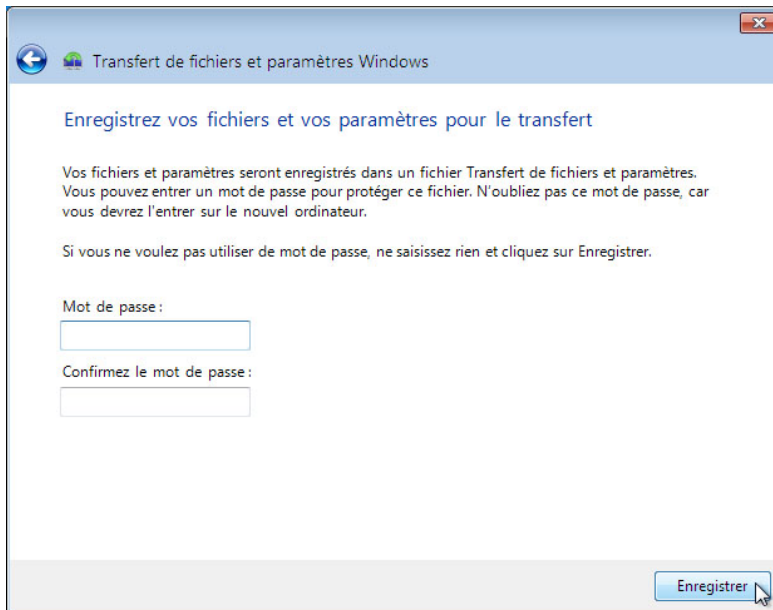 Transfert de fichiers et paramètres Windows
Enregistrez vos fichiers et vos paramètres pour le transfert
Vos fichiers et paramètres seront enregistrés dans un fichier Transfert de fichiers et paramètres.
Vous pouvez entrer un mot de passe pour protéger ce fichier. N'oubliez pas ce mot de passe, car
vous devrez l'entrer sur le nouvel ordinateur.
Si vous ne voulez pas utiliser de mot de passe, ne saisissez rien et cliquez sur Enregistrer.
Mot de passe :
Confirmez le mot de passe :
Enregistrer